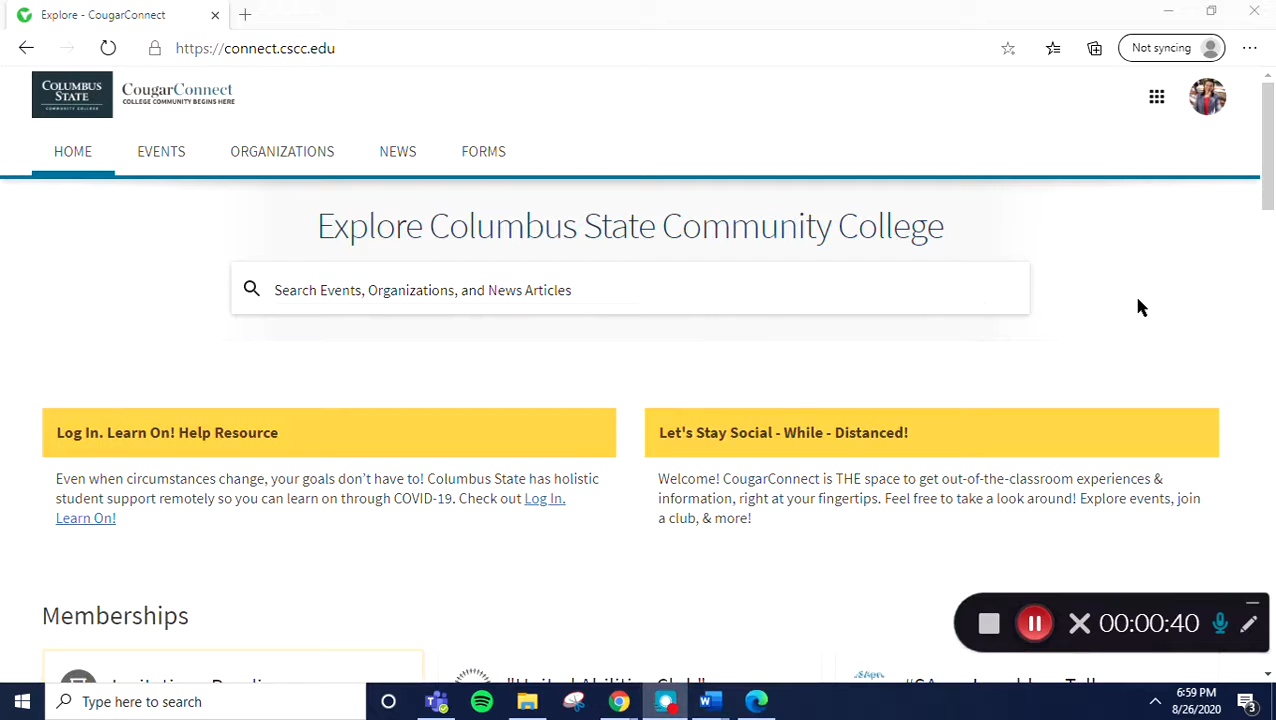 Explore - CougarConnect
https://connect.cscc.edu
Not syncing
COLUMBUS STATE
COMMUNITY COLLEGE
CougarConnect
COLLEGE COMMUNITY BEGINS HERE
HOME EVENTS ORGANIZATIONS NEWS FORMS
Explore Columbus State Community College
Search Events, Organizations, and News Articles
Log In. Learn On! Help Resource
Even when circumstances change, your goals don't have to! Columbus State has holistic
student support remotely so you can learn on through COVID-19. Check out Log In.
Learn On!
Let's Stay Social - While - Distanced!
Welcome! CougarConnect is THE space to get out-of-the-classroom experiences &
information, right at your fingertips. Feel free to take a look around! Explore events, join
a club, & more!
Memberships
"United Abilities Club"
00:00:40
Type here to search
6:59 PM
8/26/2020
3